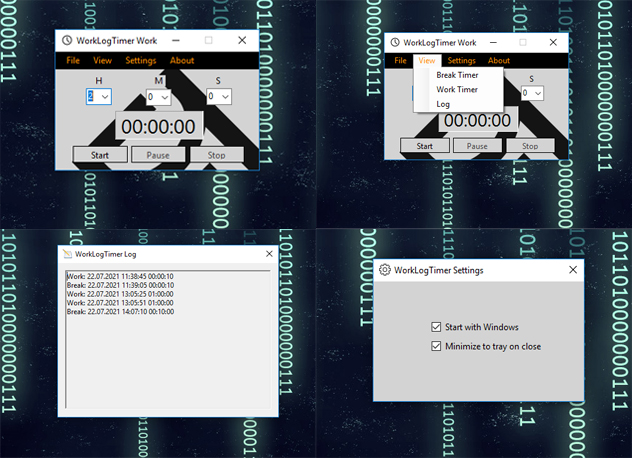 WorkLogTimer Work
File View Settings About
H M S
2 0 0
00:00:00
Start Pause Stop
WorkLogTimer Work
File View Settings About
Break Timer
Work Timer
Log
S
0
00:00:00
Start Pause Stop
WorkLogTimer Log
Work: 22.07.2021 11:38:45 00:00:10
Break: 22.07.2021 11:39:05 00:00:10
Work: 22.07.2021 13:05:25 01:00:00
Work: 22.07.2021 13:05:51 01:00:00
Break: 22.07.2021 14:07:10 00:10:00
WorkLogTimer Settings
Start with Windows
Minimize to tray on close